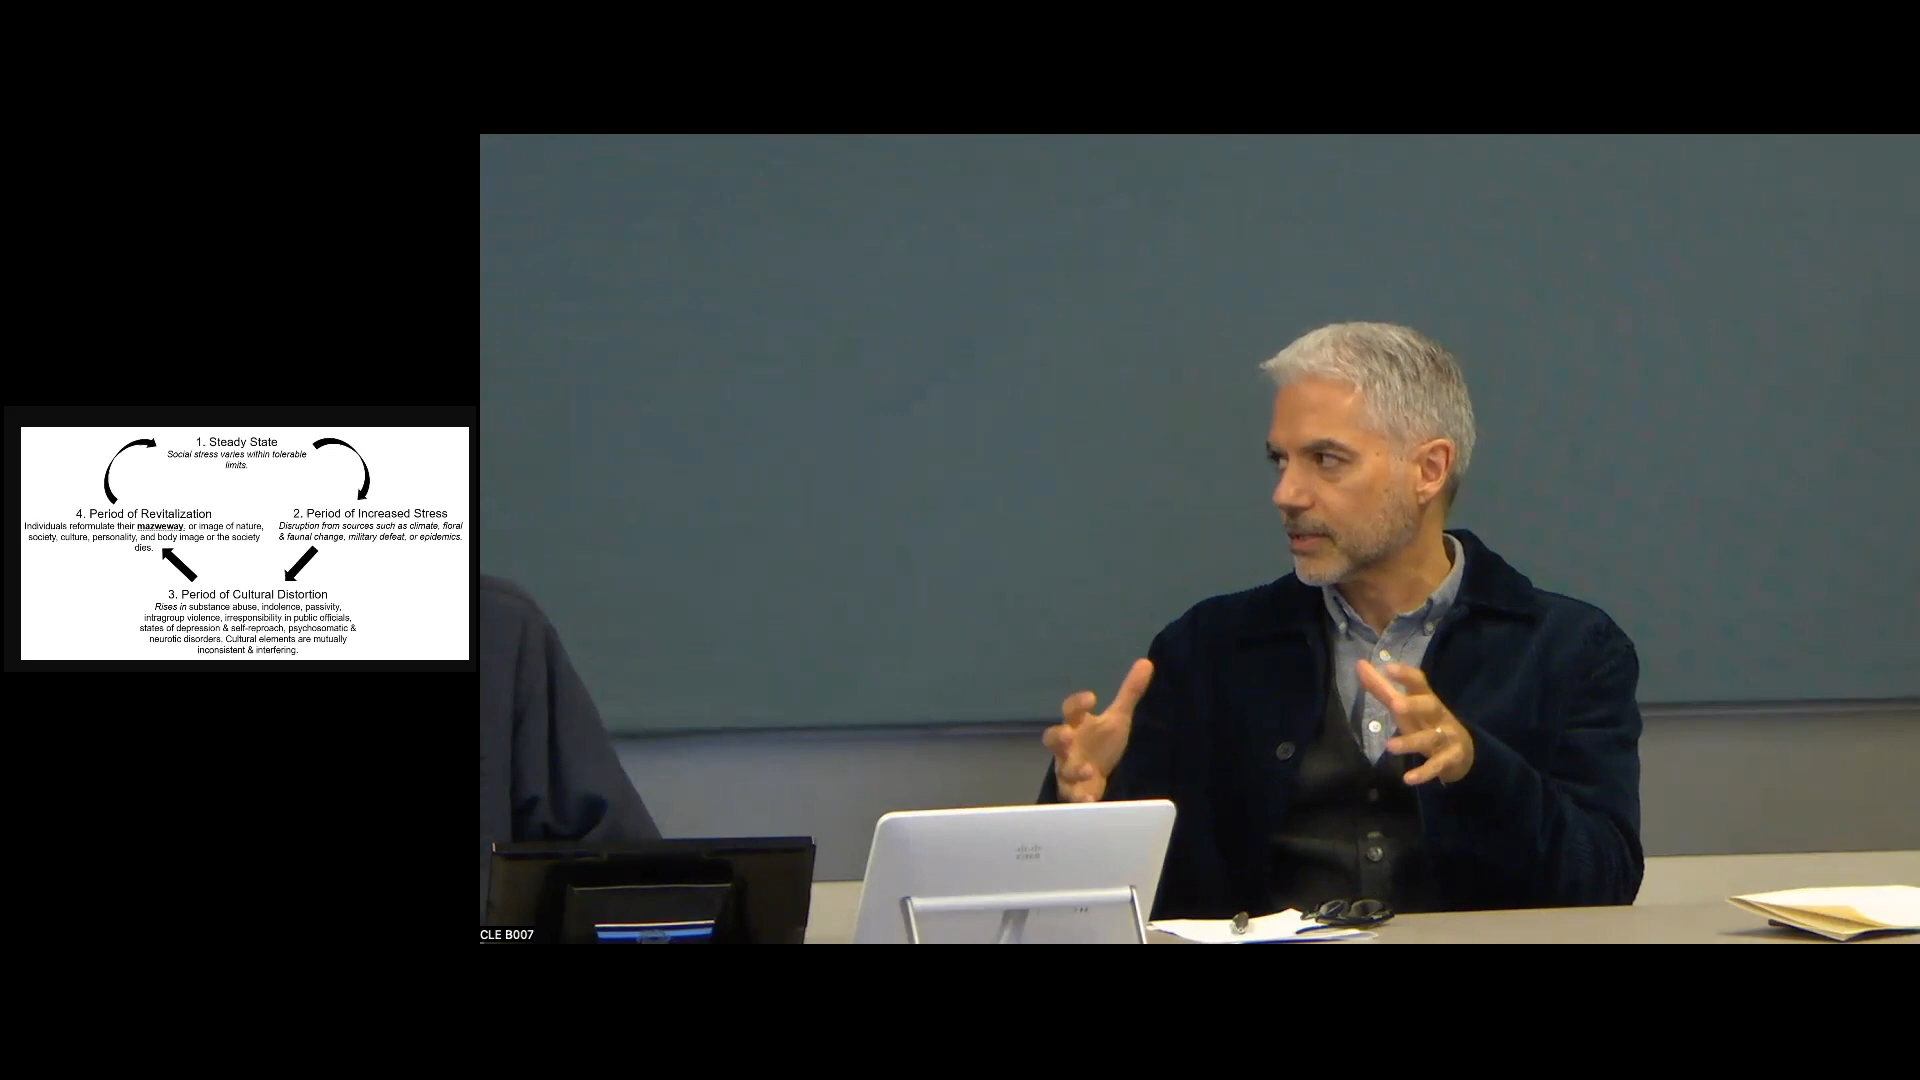 1. Steady State
Social stress varies within tolerable
limits.
2. Period of Increased Stress
Disruption from sources such as climate, floral
& faunal change, military defeat, or epidemics.
3. Period of Cultural Distortion
Rises in substance abuse, indolence, passivity,
intragroup violence, irresponsibility in public officials,
states of depression & self-reproach, psychosomatic &
neurotic disorders. Cultural elements are mutually
inconsistent & interfering.
4. Period of Revitalization
Individuals reformulate their mazweway, or image of nature,
society, culture, personality, and body image or the society
dies.
CISCO
CLE B007